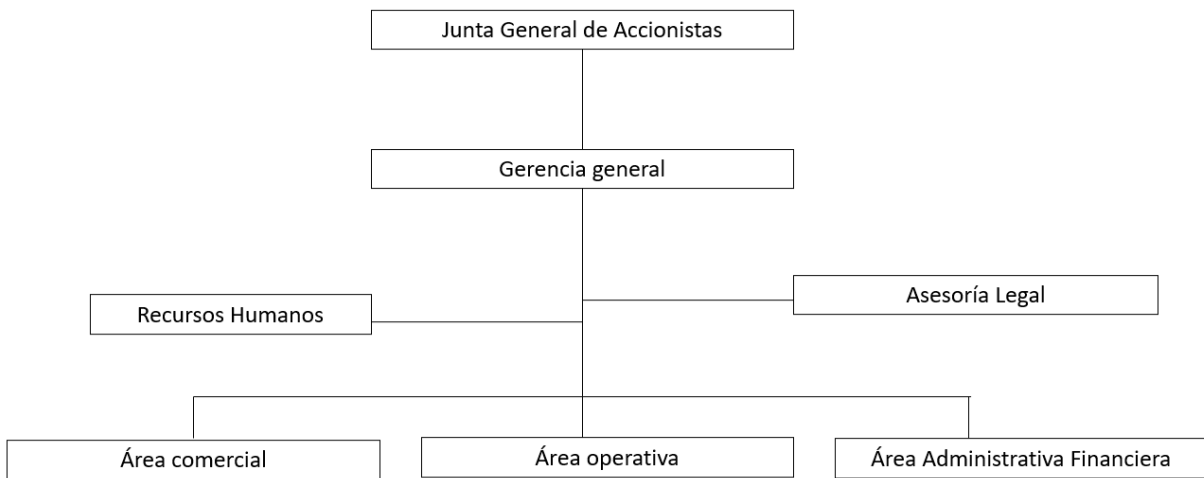 Junta General de Accionistas
Gerencia general
Asesoría Legal
Recursos Humanos
Área comercial
Área operativa
Área Administrativa Financiera